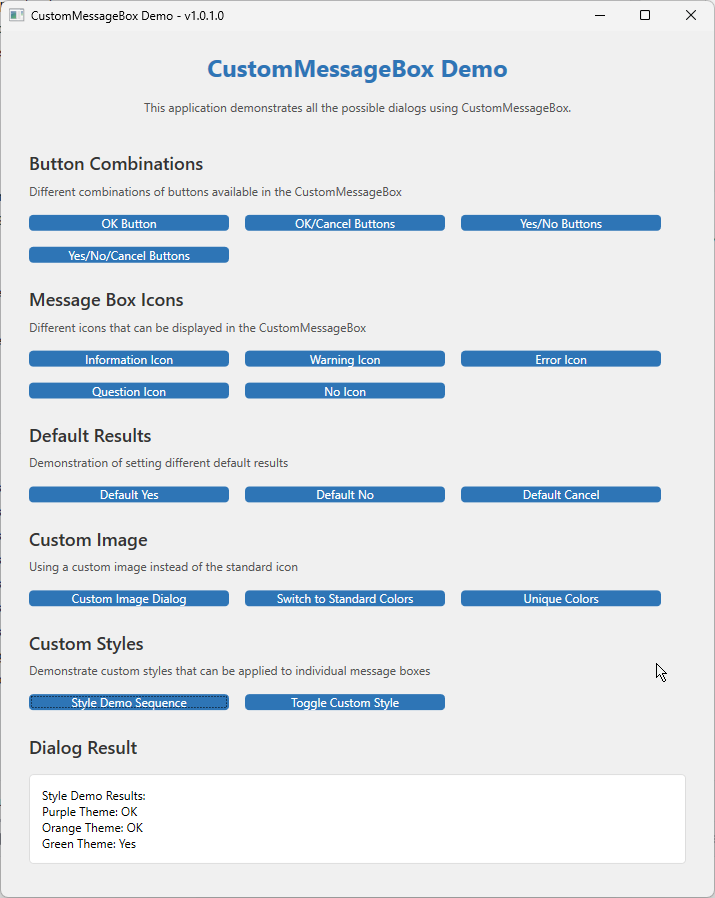 CustomMessageBox Demo - v1.0.1.0
CustomMessageBox Demo
This application demonstrates all the possible dialogs using CustomMessageBox.
Button Combinations
Different combinations of buttons available in the CustomMessageBox
OK Button
OK/Cancel Buttons
Yes/No Buttons
Yes/No/Cancel Buttons
Message Box Icons
Different icons that can be displayed in the CustomMessageBox
Information Icon
Warning Icon
Error Icon
Question Icon
No Icon
Default Results
Demonstration of setting different default results
Default Yes
Default No
Default Cancel
Custom Image
Using a custom image instead of the standard icon
Custom Image Dialog
Switch to Standard Colors
Unique Colors
Custom Styles
Demonstrate custom styles that can be applied to individual message boxes
Style Demo Sequence
Toggle Custom Style
Dialog Result
Style Demo Results:
Purple Theme: OK
Orange Theme: OK
Green Theme: Yes